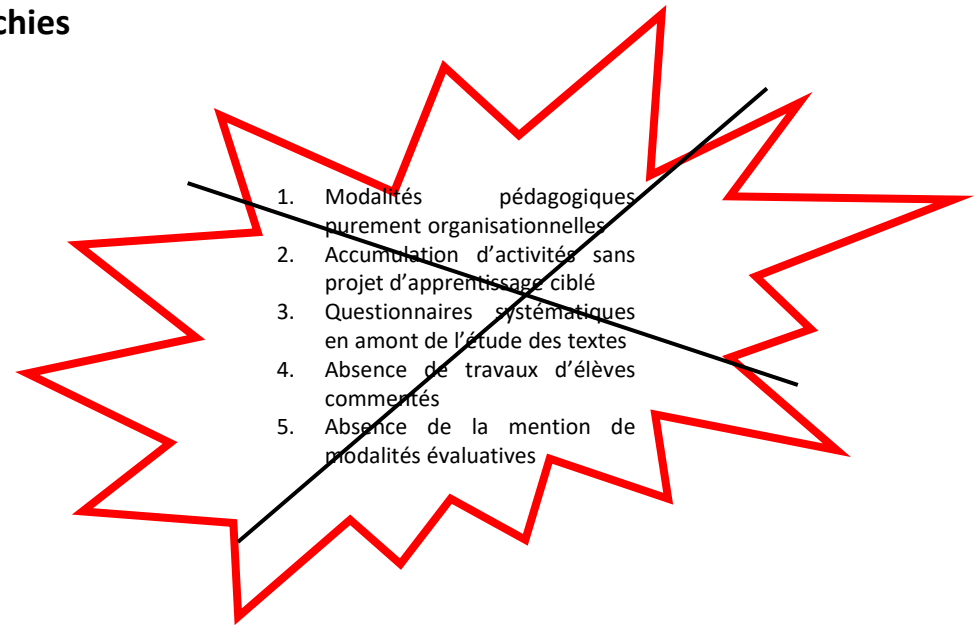 chies
1. Modalités pédagogiques
purement organisationnelles
2. Accumulation d’activités sans
projet d’apprentissage ciblé
3. Questionnaires systématiques
en amont de l’étude des textes
4. Absence de travaux d’élèves
commentés
5. Absence de la mention de
modalités évaluatives